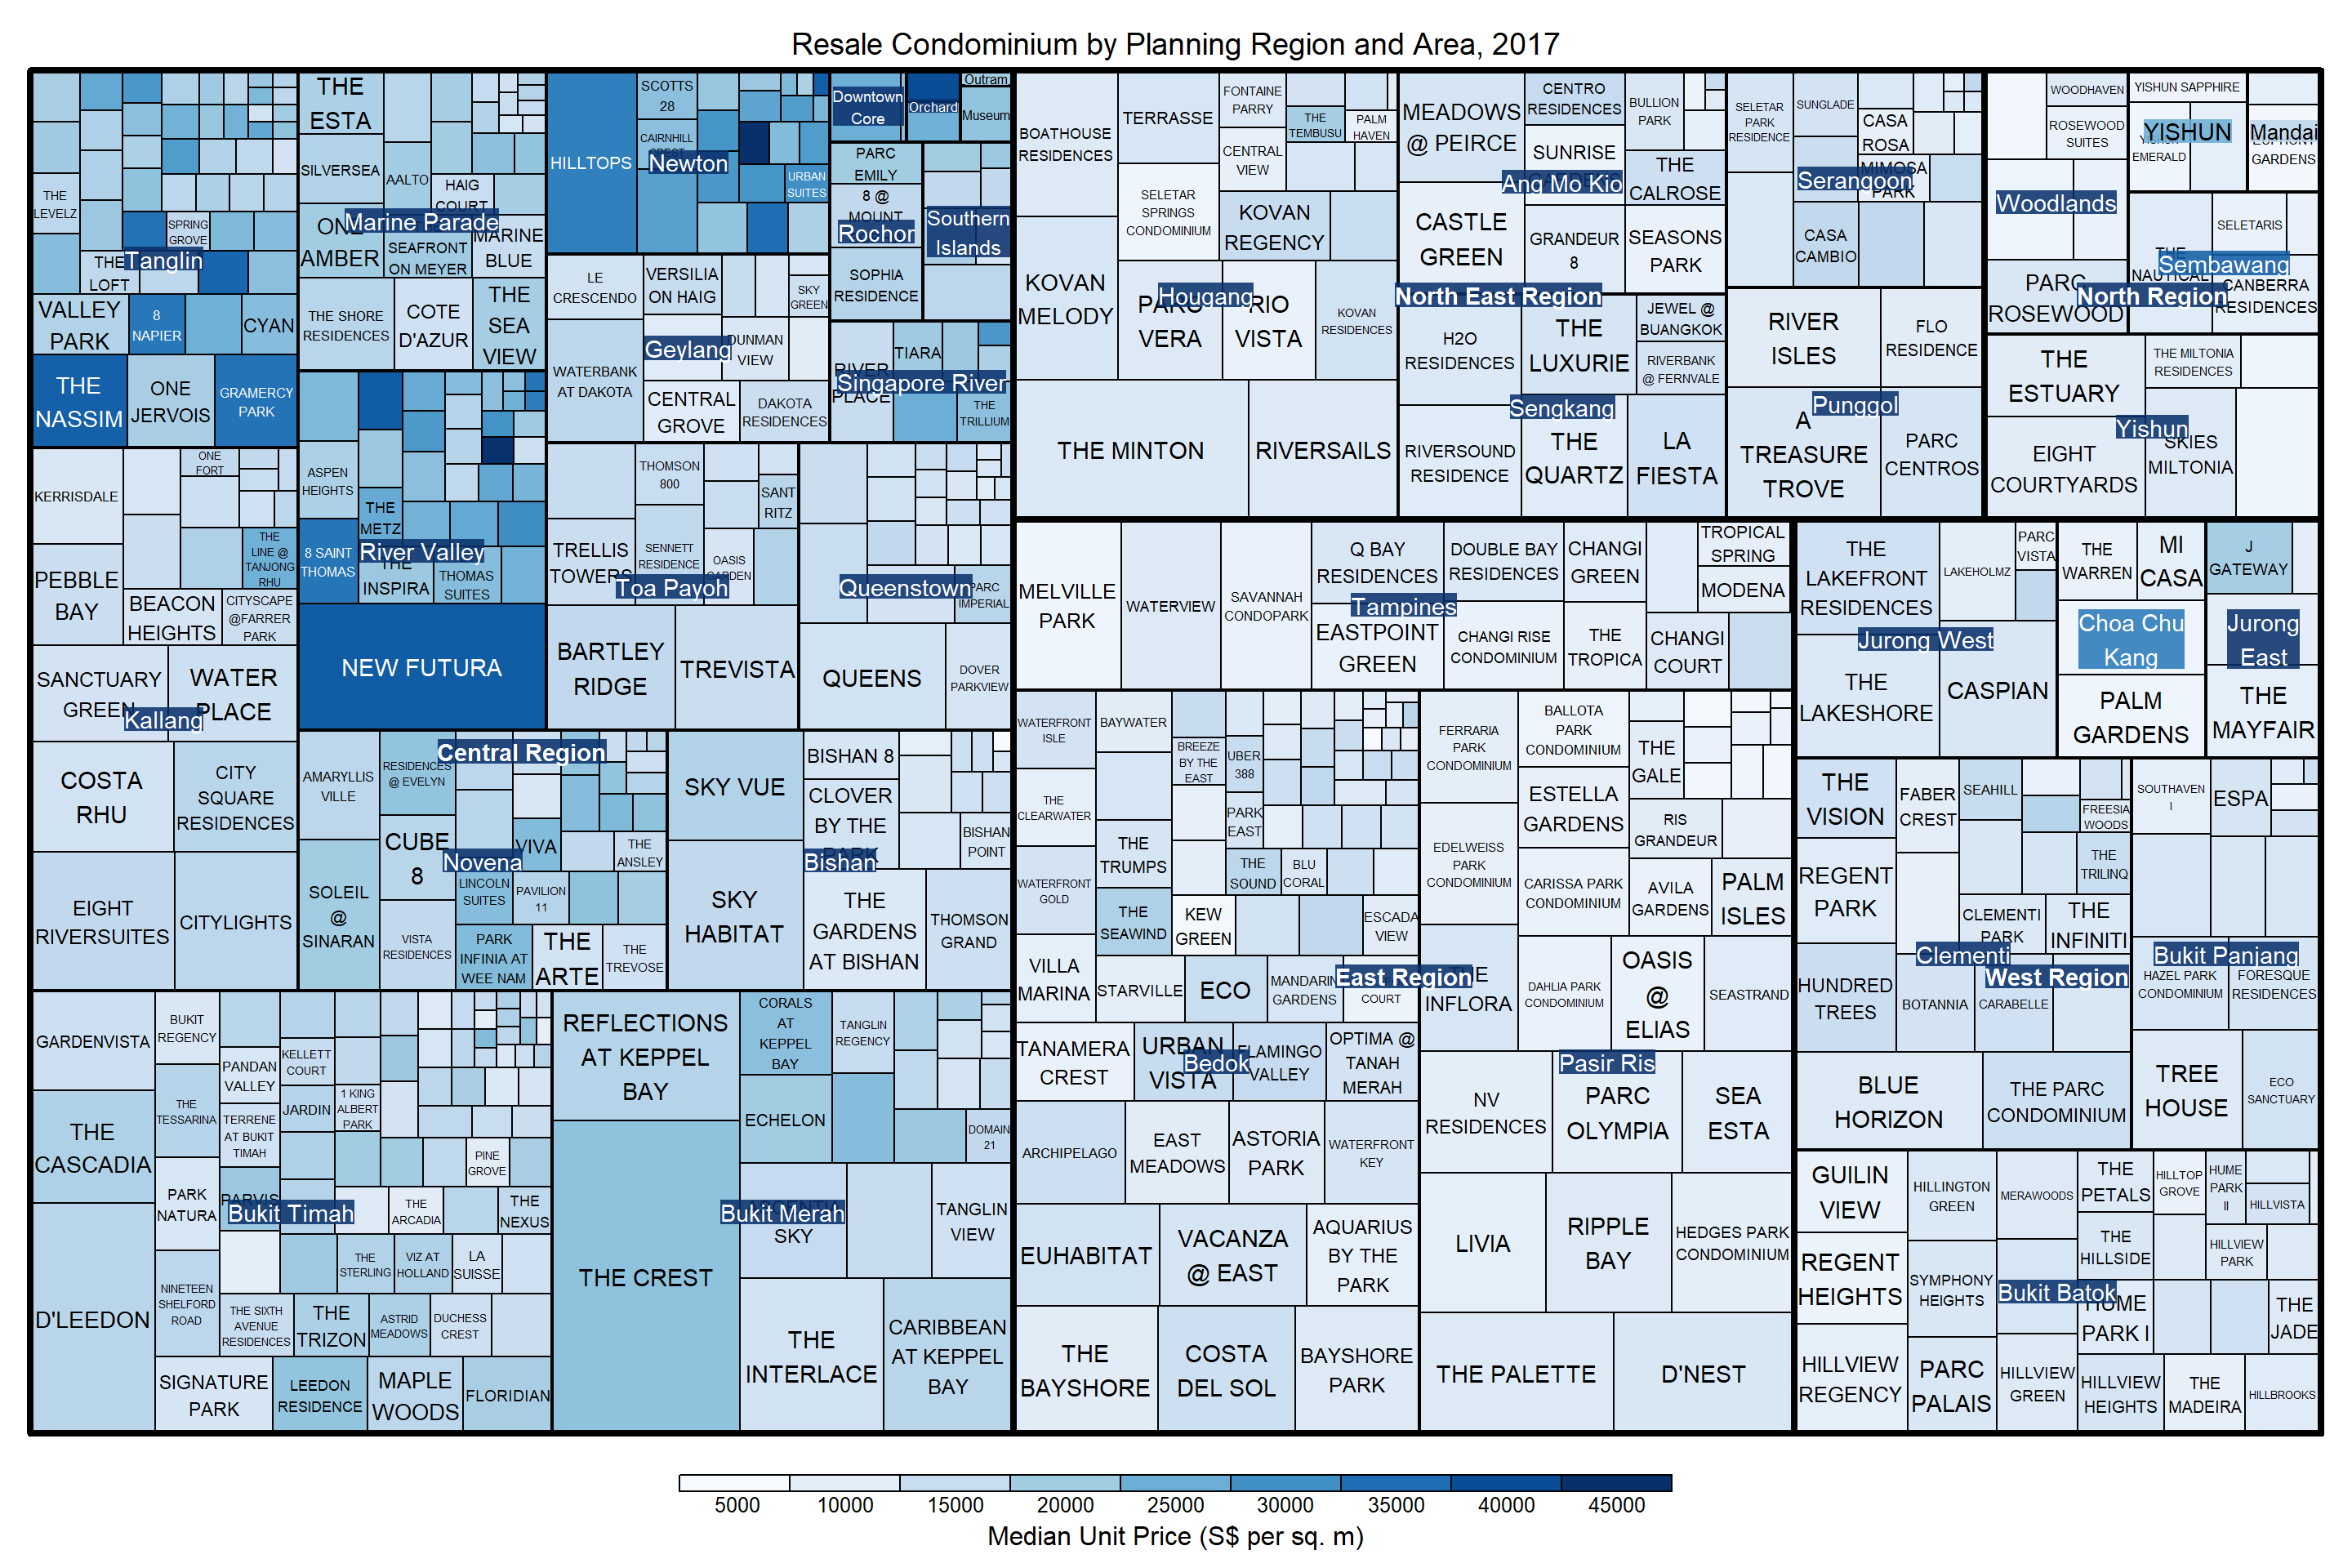 Resale Condominium by Planning Region and Area, 2017
THE
LEVELZ
SPRING
GROVE
Tanglin
THE
LOFT
VALLEY
PARK
8
NAPIER
CYAN
THE
NASSIM
ONE
JERVOIS
GRAMERCY
PARK
THE
ESTA
SILVERSEA
AALTO
HAIG
COURT
Marine Parade
ONE
AMBER
SEAFRONT
ON MEYER
MARINE
BLUE
THE SHORE
RESIDENCES
COTE
D'AZUR
THE
SEA
VIEW
HILLTOPS
SCOTTS
28
CAIRNHILL
Newton
URBAN
SUITES
Downtown
Core
Orchard
Outram
Museum
PARC
EMILY
8 @
MOUNT
Rochor
SOPHIA
RESIDENCE
Southern
Islands
LE
CRESCENDO
VERSILIA
ON HAIG
SKY
GREEN
Geylang
DUNMAN
VIEW
WATERBANK
AT DAKOTA
CENTRAL
GROVE
DAKOTA
RESIDENCES
TIARA
RIVER
PLACE
Singapore River
THE
TRILLIUM
KERRISDALE
ONE
FORT
PEBBLE
BAY
THE
LINE @
TANJONG
RHU
BEACON
HEIGHTS
CITYSCAPE
@FARRER
PARK
SANCTUARY
GREEN
WATER
PLACE
Kallang
COSTA
RHU
CITY
SQUARE
RESIDENCES
EIGHT
RIVERSUITES
CITYLIGHTS
ASPEN
HEIGHTS
THE
METZ
8 SAINT
THOMAS
River Valley
THE
INSPIRA
THOMAS
SUITES
NEW FUTURA
THOMSON
800
SANT
RITZ
TRELLIS
TOWERS
SENNETT
RESIDENCE
OASIS
GARDEN
Toa Payoh
BARTLEY
RIDGE
TREVISTA
Queenstown
PARC
IMPERIAL
QUEENS
DOVER
PARKVIEW
Central Region
AMARYLLIS
VILLE
RESIDENCES
@ EVELYN
CUBE
8
Novena
VIVA
THE
ANSLEY
SOLEIL
@
SINARAN
LINCOLN
SUITES
PAVILION
11
VISTA
RESIDENCES
PARK
INFINIA AT
WEE NAM
THE
ARTE
THE
TREVOSE
SKY VUE
BISHAN 8
CLOVER
BY THE
PARK
BISHAN
POINT
Bishan
SKY
HABITAT
THE
GARDENS
AT BISHAN
THOMSON
GRAND
GARDENVISTA
BUKIT
REGENCY
PANDAN
VALLEY
KELLETT
COURT
THE
TESSARINA
TERRENE
AT BUKIT
TIMAH
JARDIN
1 KING
ALBERT
PARK
THE
CASCADIA
PINE
GROVE
PARK
NATURA
PARVIS
Bukit Timah
THE
ARCADIA
THE
NEXUS
D'LEEDON
NINETEEN
SHELFORD
ROAD
THE
STERLING
VIZ AT
HOLLAND
LA
SUISSE
THE SIXTH
AVENUE
RESIDENCES
THE
TRIZON
ASTRID
MEADOWS
DUCHESS
CREST
SIGNATURE
PARK
LEEDON
RESIDENCE
MAPLE
WOODS
FLORIDIAN
REFLECTIONS
AT KEPPEL
BAY
CORALS
AT
KEPPEL
BAY
TANGLIN
REGENCY
ECHELON
DOMAIN
21
THE CREST
Bukit Merah
SKY
TANGLIN
VIEW
THE
INTERLACE
CARIBBEAN
AT KEPPEL
BAY
BOATHOUSE
RESIDENCES
TERRASSE
FONTAINE
PARRY
THE
TEMBUSU
PALM
HAVEN
CENTRAL
VIEW
SELETAR
SPRINGS
CONDOMINIUM
KOVAN
REGENCY
KOVAN
MELODY
PARC
VERA
Hougang
RIO
VISTA
KOVAN
RESIDENCES
THE MINTON
RIVERSAILS
MEADOWS
@ PEIRCE
CENTRO
RESIDENCES
BULLION
PARK
SUNRISE
Ang Mo Kio
THE
CALROSE
CASTLE
GREEN
GRANDEUR
8
SEASONS
PARK
North East Region
H2O
RESIDENCES
THE
LUXURIE
JEWEL @
BUANGKOK
RIVERBANK
@ FERNVALE
Sengkang
RIVERSOUND
RESIDENCE
THE
QUARTZ
LA
FIESTA
SELETAR
PARK
RESIDENCE
SUNGLADE
CASA
ROSA
MIMOSA
PARK
Serangoon
CASA
CAMBIO
RIVER
ISLES
FLO
RESIDENCE
Punggol
A
TREASURE
TROVE
PARC
CENTROS
WOODHAVEN
ROSEWOOD
SUITES
Woodlands
PARC
ROSEWOOD
YISHUN SAPPHIRE
YISHUN
EMERALD
Mandai
GARDENS
SELETARIS
THE
NAUTICAL
Sembawang
CANBERRA
RESIDENCES
North Region
THE
ESTUARY
THE MILTONIA
RESIDENCES
Yishun
EIGHT
COURTYARDS
SKIES
MILTONIA
MELVILLE
PARK
WATERVIEW
SAVANNAH
CONDOPARK
Q BAY
RESIDENCES
Tampines
EASTPOINT
GREEN
DOUBLE BAY
RESIDENCES
CHANGI RISE
CONDOMINIUM
CHANGI
GREEN
THE
TROPICA
TROPICAL
SPRING
MODENA
CHANGI
COURT
WATERFRONT
ISLE
BAYWATER
BREEZE
BY THE
EAST
UBER
388
THE
CLEARWATER
THE
TRUMPS
PARK
EAST
THE
SOUND
BLU
CORAL
WATERFRONT
GOLD
THE
SEAWIND
KEW
GREEN
ESCADA
VIEW
VILLA
MARINA
STARVILLE
ECO
MANDARIN
GARDENS
COURT
East Region
TANAMERA
CREST
URBAN
VISTA
Bedok
FLAMINGO
VALLEY
OPTIMA @
TANAH
MERAH
ARCHIPELAGO
EAST
MEADOWS
ASTORIA
PARK
WATERFRONT
KEY
EUHABITAT
VACANZA
@ EAST
AQUARIUS
BY THE
PARK
THE
BAYSHORE
COSTA
DEL SOL
BAYSHORE
PARK
FERRARIA
PARK
CONDOMINIUM
BALLOTA
PARK
CONDOMINIUM
THE
GALE
ESTELLA
GARDENS
RIS
GRANDEUR
EDELWEISS
PARK
CONDOMINIUM
CARISSA PARK
CONDOMINIUM
AVILA
GARDENS
PALM
ISLES
THE
INFLORA
DAHLIA PARK
CONDOMINIUM
OASIS
@
ELIAS
SEASTRAND
Pasir Ris
NV
RESIDENCES
PARC
OLYMPIA
SEA
ESTA
LIVIA
RIPPLE
BAY
HEDGES PARK
CONDOMINIUM
THE PALETTE
D'NEST
THE
LAKEFRONT
RESIDENCES
LAKEHOLMZ
PARC
VISTA
Jurong West
THE
LAKESHORE
CASPIAN
THE
WARREN
MI
CASA
Choa Chu
Kang
PALM
GARDENS
J
GATEWAY
Jurong
East
THE
MAYFAIR
THE
VISION
FABER
CREST
SEAHILL
FREESIA
WOODS
REGENT
PARK
THE
TRILINQ
CLEMENTI
PARK
THE
INFINITI
Clementi
HUNDRED
TREES
BOTANNIA
CARABELLE
West Region
BLUE
HORIZON
THE PARC
CONDOMINIUM
SOUTHAVEN
I
ESPA
Bukit Panjang
HAZEL PARK
CONDOMINIUM
FORESQUE
RESIDENCES
TREE
HOUSE
ECO
SANCTUARY
GUILIN
VIEW
HILLINGTON
GREEN
MERAWOODS
THE
PETALS
HILLTOP
GROVE
HUME
PARK
II
HILLVISTA
REGENT
HEIGHTS
SYMPHONY
HEIGHTS
THE
HILLSIDE
HILLVIEW
PARK
Bukit Batok
HUME
PARK I
THE
JADE
HILLVIEW
REGENCY
PARC
PALAIS
HILLVIEW
GREEN
HILLVIEW
HEIGHTS
THE
MADEIRA
HILLBROOKS
5000 10000 15000 20000 25000 30000 35000 40000 45000
Median Unit Price (S$ per sq. m)